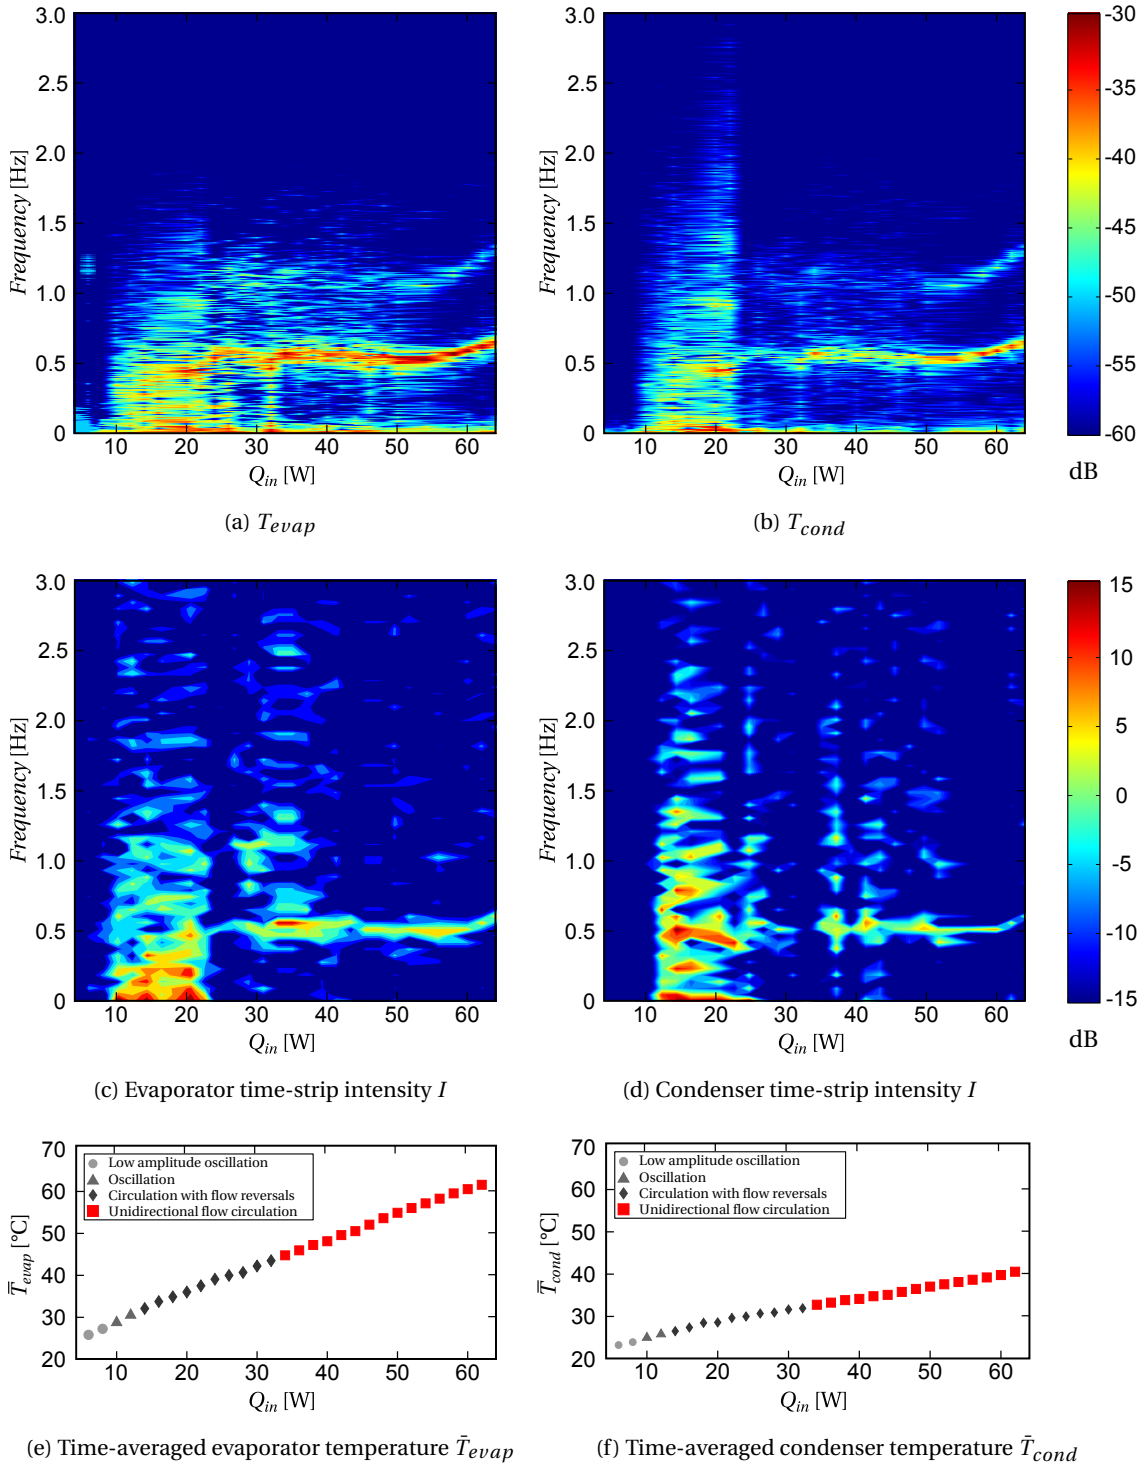 3.0
2.5
2.0
1.5
1.0
0.5
0
Frequency [Hz]
10 20 30 40 50 60
Q_in [W]
(a) T_evap
3.0
2.5
2.0
1.5
1.0
0.5
0
Frequency [Hz]
10 20 30 40 50 60
Q_in [W]
(b) T_cond
-30
-35
-40
-45
-50
-55
-60
dB
3.0
2.5
2.0
1.5
1.0
0.5
0
Frequency [Hz]
10 20 30 40 50 60
Q_in [W]
(c) Evaporator time-strip intensity I
3.0
2.5
2.0
1.5
1.0
0.5
0
Frequency [Hz]
10 20 30 40 50 60
Q_in [W]
(d) Condenser time-strip intensity I
15
10
5
0
-5
-10
-15
dB
70
60
50
40
30
20
T̿_evap [°C]
Low amplitude oscillation
Oscillation
Circulation with flow reversals
Unidirectional flow circulation
10 20 30 40 50 60
Q_in [W]
(e) Time-averaged evaporator temperature T̄_evap
70
60
50
40
30
20
T̿_cond [°C]
Low amplitude oscillation
Oscillation
Circulation with flow reversals
Unidirectional flow circulation
10 20 30 40 50 60
Q_in [W]
(f) Time-averaged condenser temperature T̄_cond